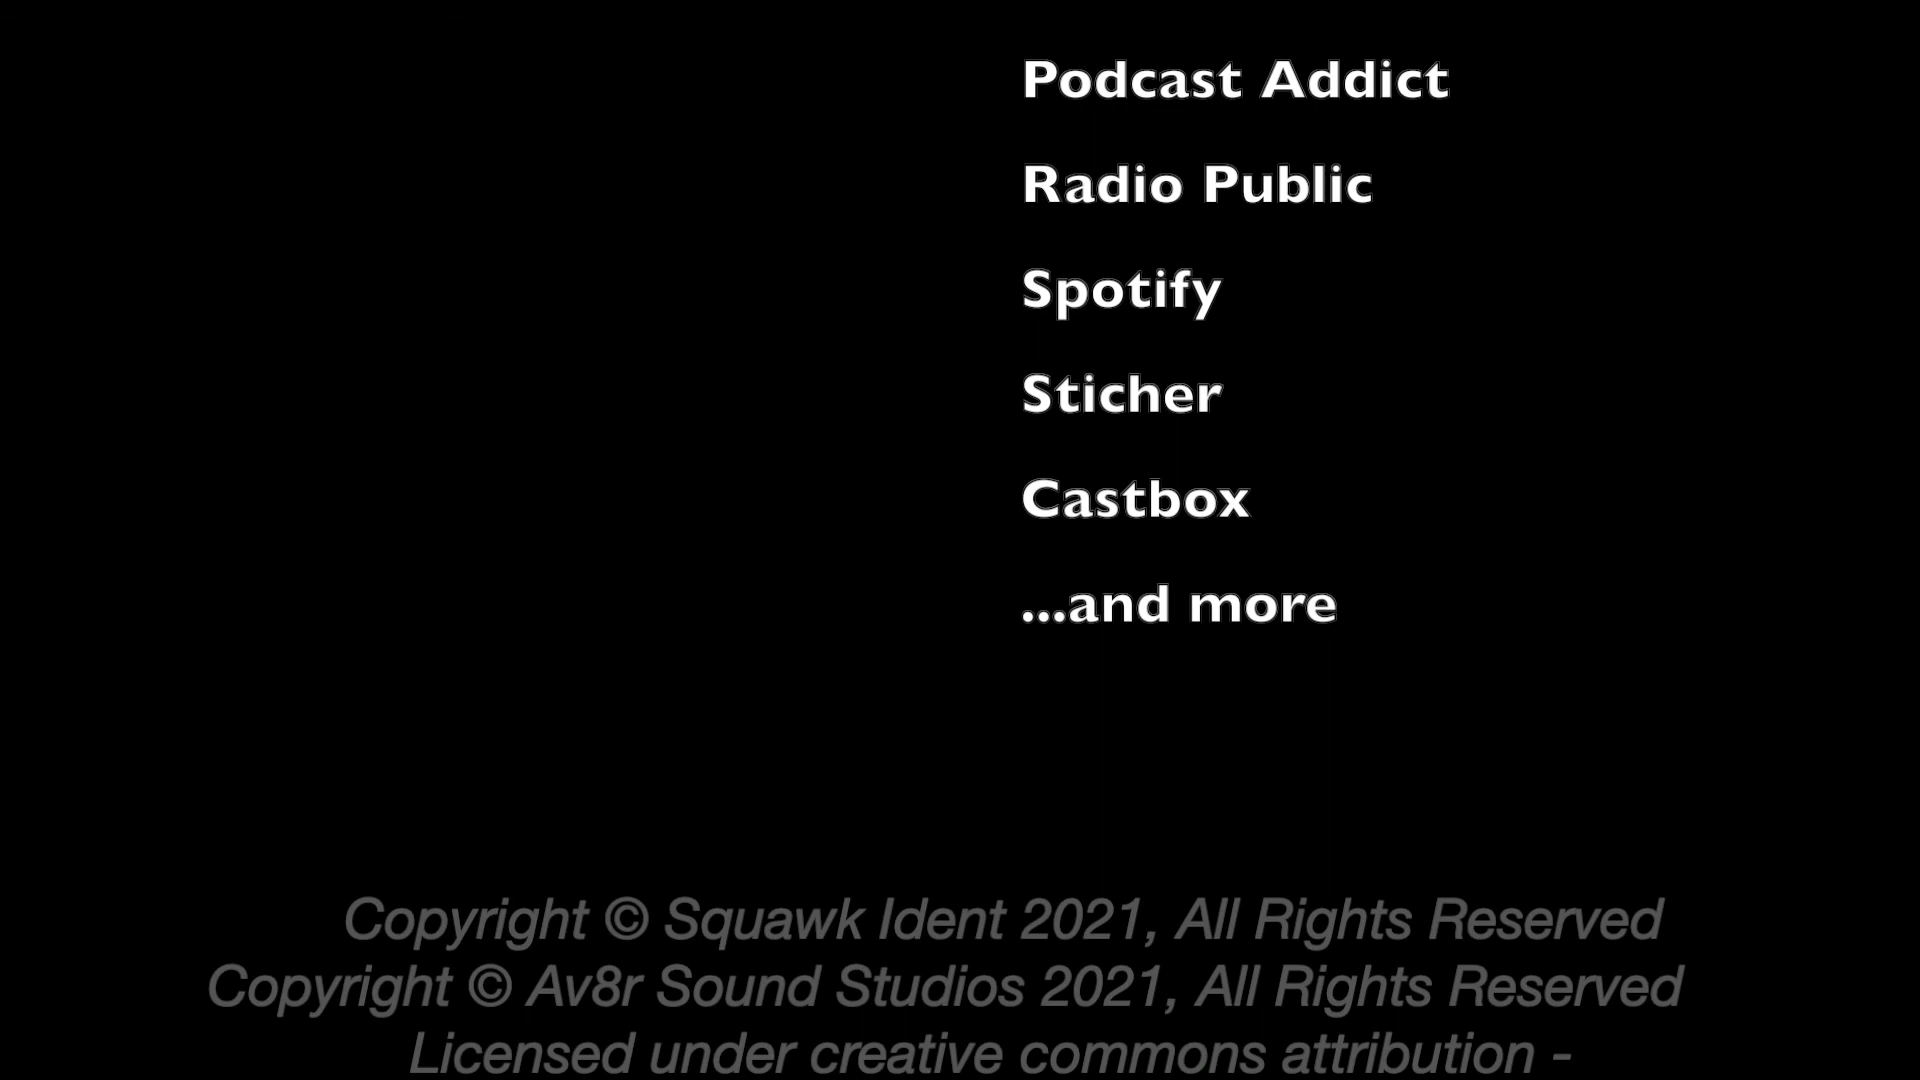 Podcast Addict
Radio Public
Spotify
Sticher
Castbox
...and more
Copyright © Squawk Ident 2021, All Rights Reserved
Copyright © Av8r Sound Studios 2021, All Rights Reserved
Licensed under creative commons attribution -